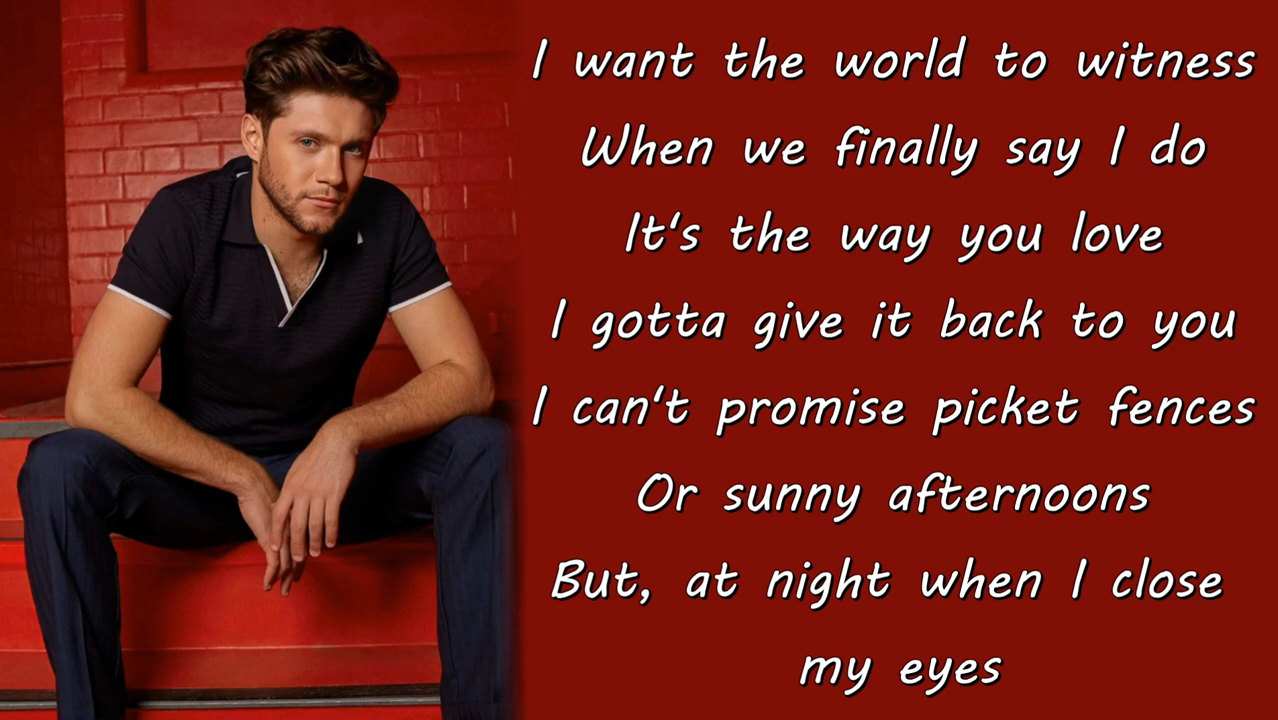 I want the world to witness
When we finally say I do
It's the way you love
I gotta give it back to you
I can't promise picket fences
Or sunny afternoons
But, at night when I close
my eyes